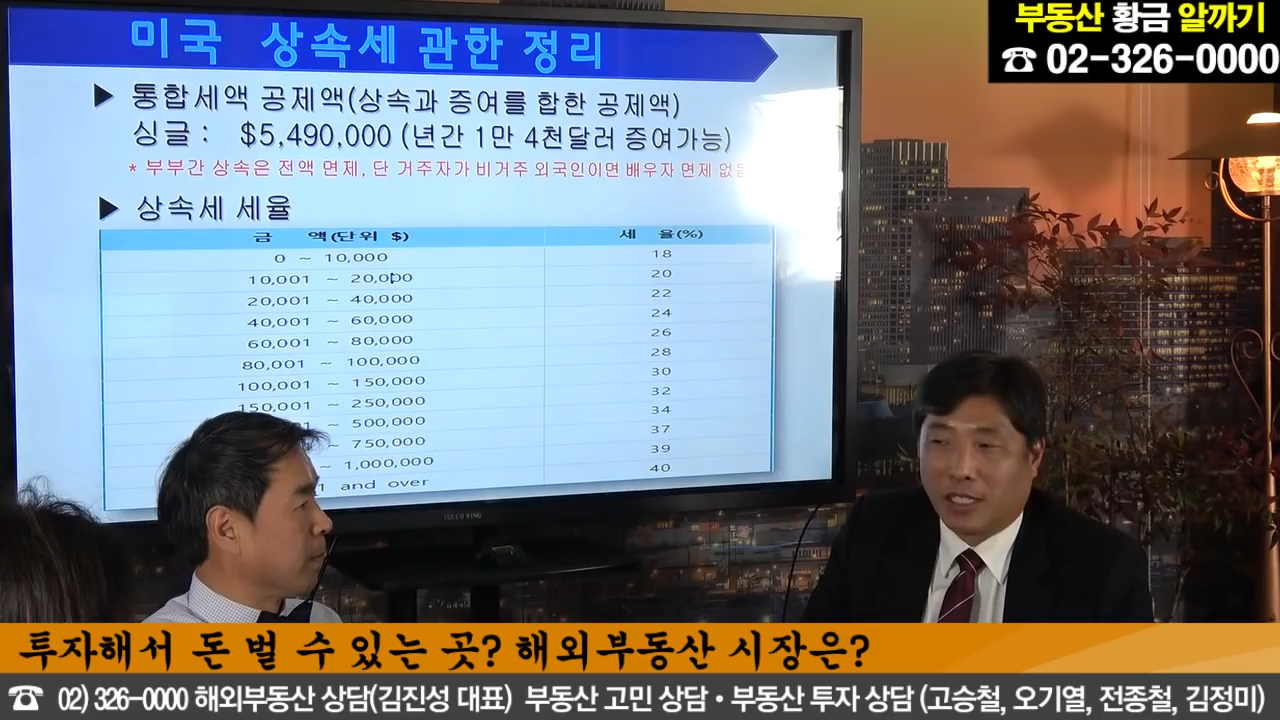 미국 상속세 관한 정리
▶ 통합세액 공제액(상속과 증여를 합한 공제액)
싱글 : $5,490,000 (년간 1만 4천달러 증여가능)
* 부부간 상속은 전액 면제, 단 거주자가 비거주 외국인이면 배우자 면제 없음
▶ 상속세 세율
금 액(단위 $) 세 율(%)
0 ~ 10,000 18
10,001 ~ 20,000 20
20,001 ~ 40,000 22
40,001 ~ 60,000 24
60,001 ~ 80,000 26
80,001 ~ 100,000 28
100,001 ~ 150,000 30
150,001 ~ 250,000 32
01 ~ 500,000 34
~ 750,000 37
~ 1,000,000 39
1 and over 40
TOUCH WING
부동산 황금 알까기
☎ 02-326-0000
투자해서 돈 벌 수 있는 곳? 해외부동산 시장은?
☎ 02) 326-0000 해외부동산 상담(김진성 대표) 부동산 고민 상담・부동산 투자 상담 (고승철, 오기열, 전종철, 김정미)